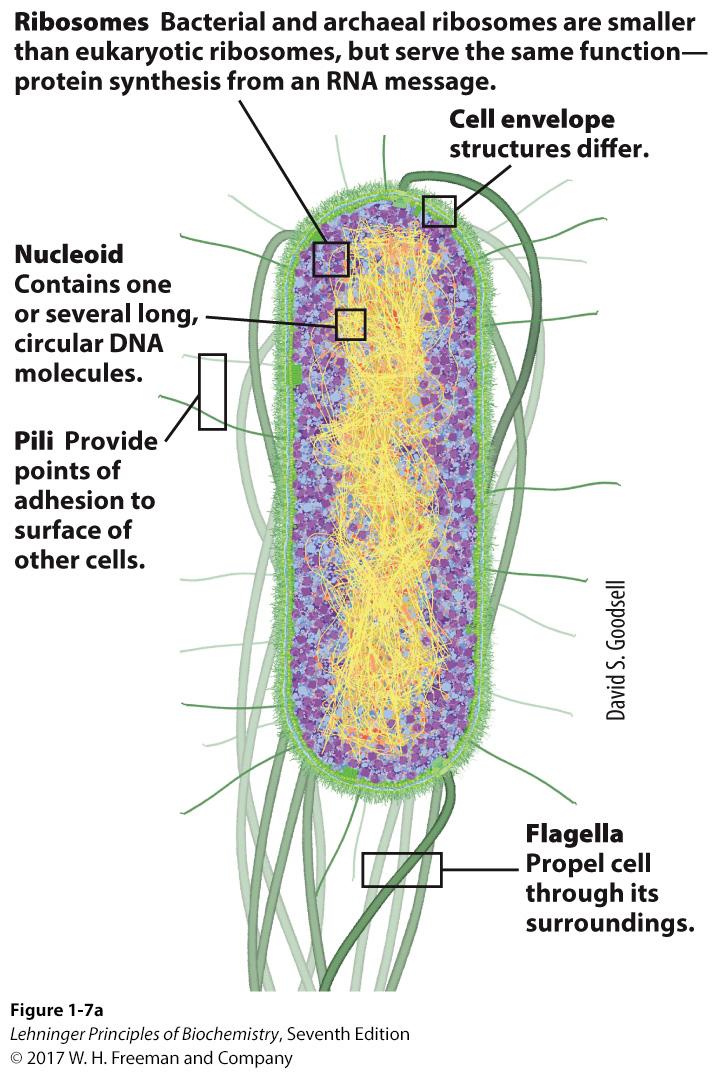 Ribosomes Bacterial and archaeal ribosomes are smaller
than eukaryotic ribosomes, but serve the same function—
protein synthesis from an RNA message.
Cell envelope
structures differ.
Nucleoid
Contains one
or several long,
circular DNA
molecules.
Pili Provide
points of
adhesion to
surface of
other cells.
David S. Goodsell
Flagella
Propel cell
through its
surroundings.
Figure 1-7a
Lehninger Principles of Biochemistry, Seventh Edition
© 2017 W. H. Freeman and Company